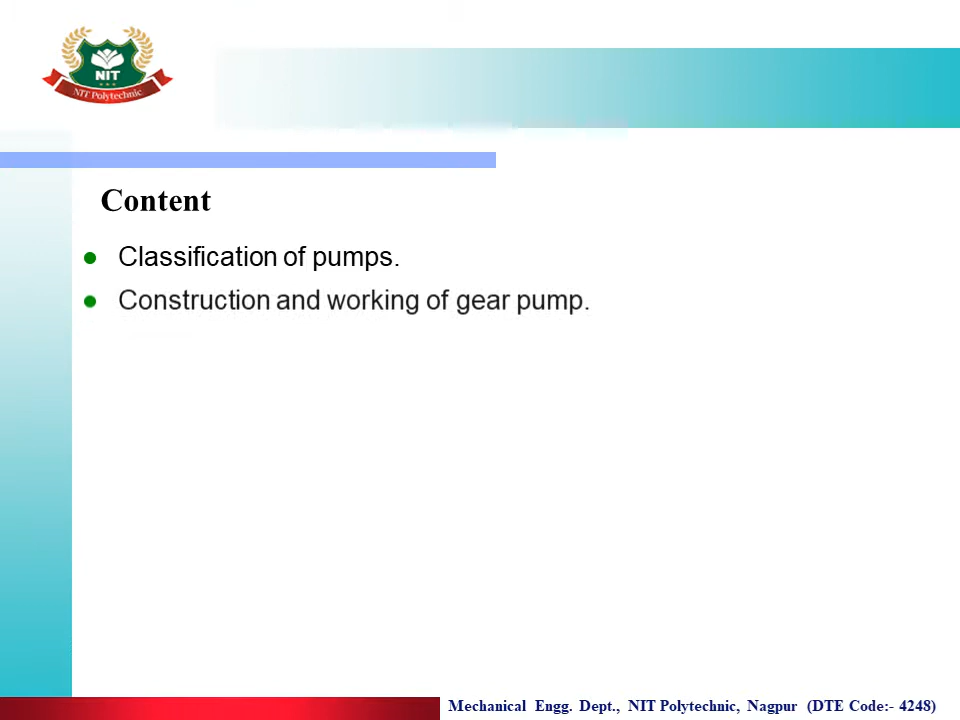 NIT
NIT Polytechnic
Content
Classification of pumps.
Construction and working of gear pump.
Mechanical Engg. Dept., NIT Polytechnic, Nagpur (DTE Code:- 4248)